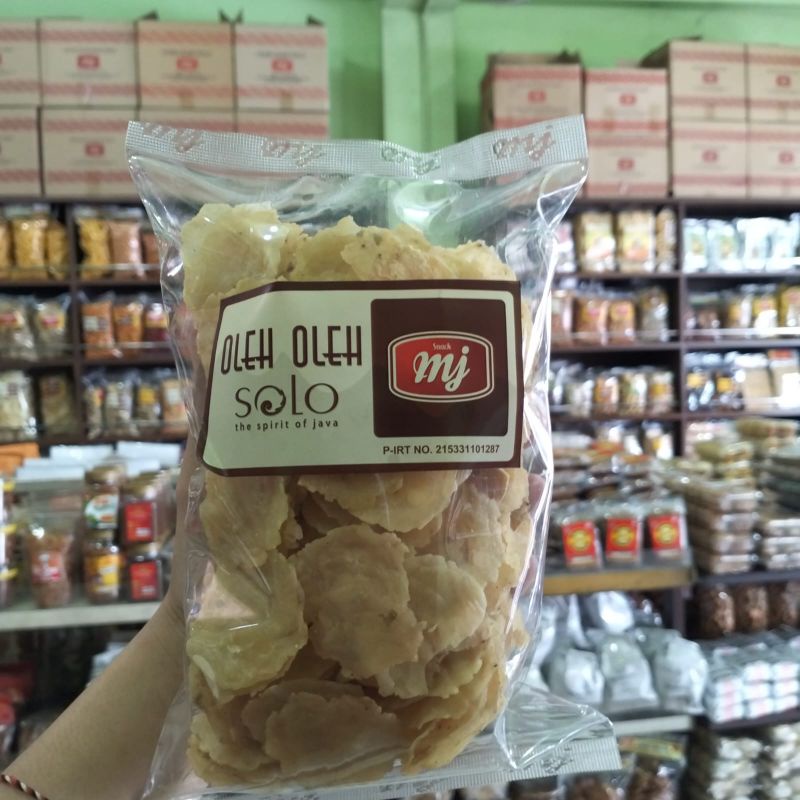 OLEH OLEH
SOLO
the spirit of java
Snack
mj
P-IRT NO. 215331101287